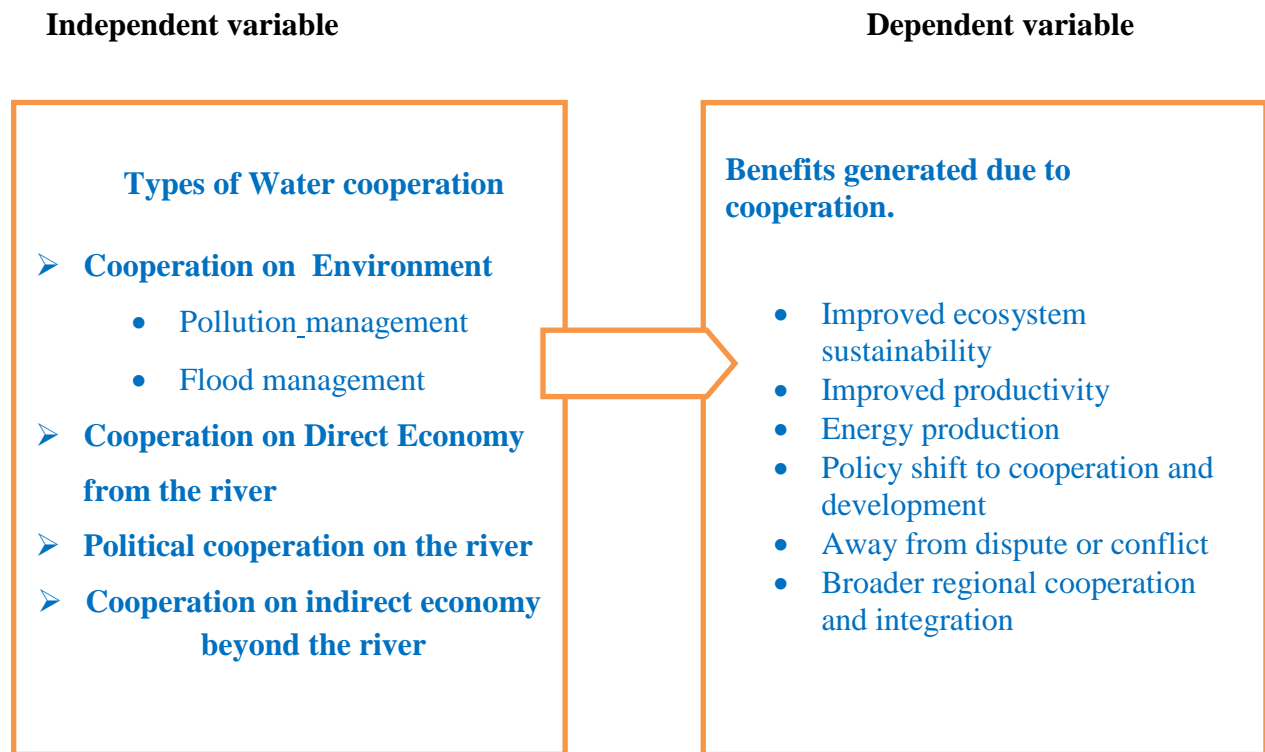 Independent variable
Dependent variable
Types of Water cooperation
➢ Cooperation on Environment
• Pollution management
• Flood management
➢ Cooperation on Direct Economy
from the river
➢ Political cooperation on the river
➢ Cooperation on indirect economy
beyond the river
Benefits generated due to
cooperation.
• Improved ecosystem
sustainability
• Improved productivity
• Energy production
• Policy shift to cooperation and
development
• Away from dispute or conflict
• Broader regional cooperation
and integration